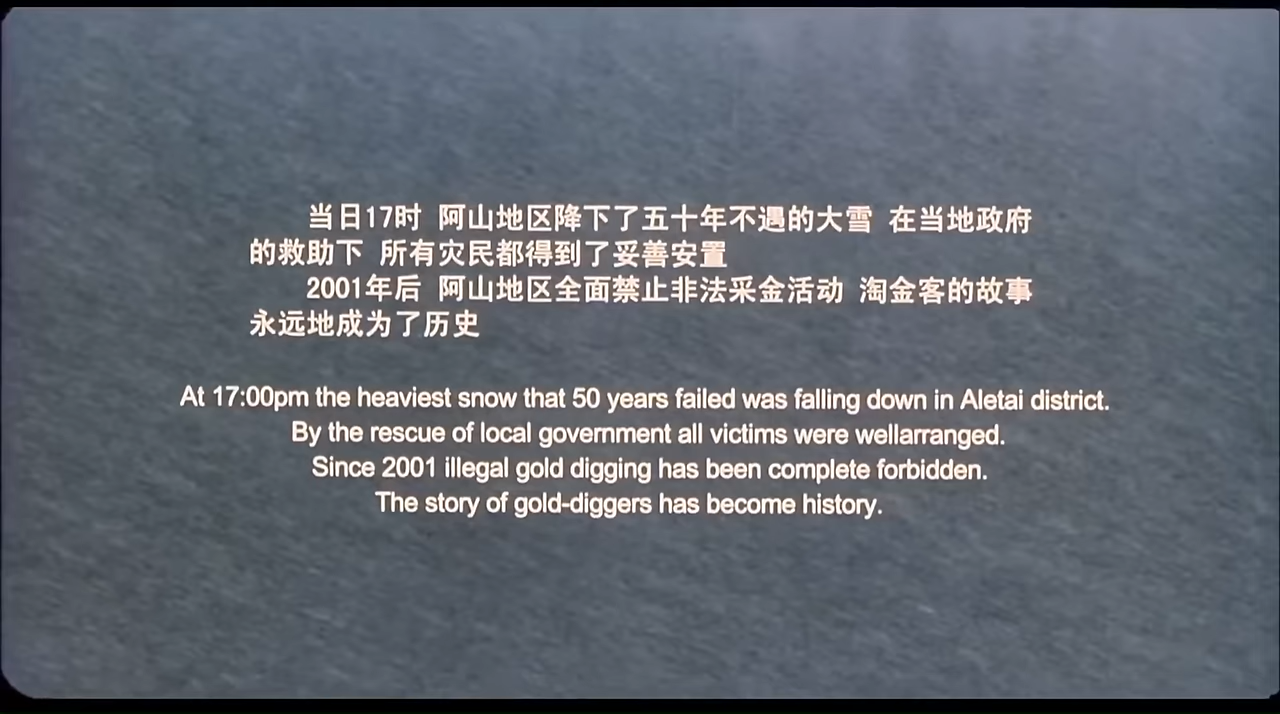 当日17时 阿山地区降下了五十年不遇的大雪 在当地政府
的救助下 所有灾民都得到了妥善安置
2001年后 阿山地区全面禁止非法采金活动 淘金客的故事
永远地成为了历史
At 17:00pm the heaviest snow that 50 years failed was falling down in Aletai district.
By the rescue of local government all victims were wellarranged.
Since 2001 illegal gold digging has been complete forbidden.
The story of gold-diggers has become history.